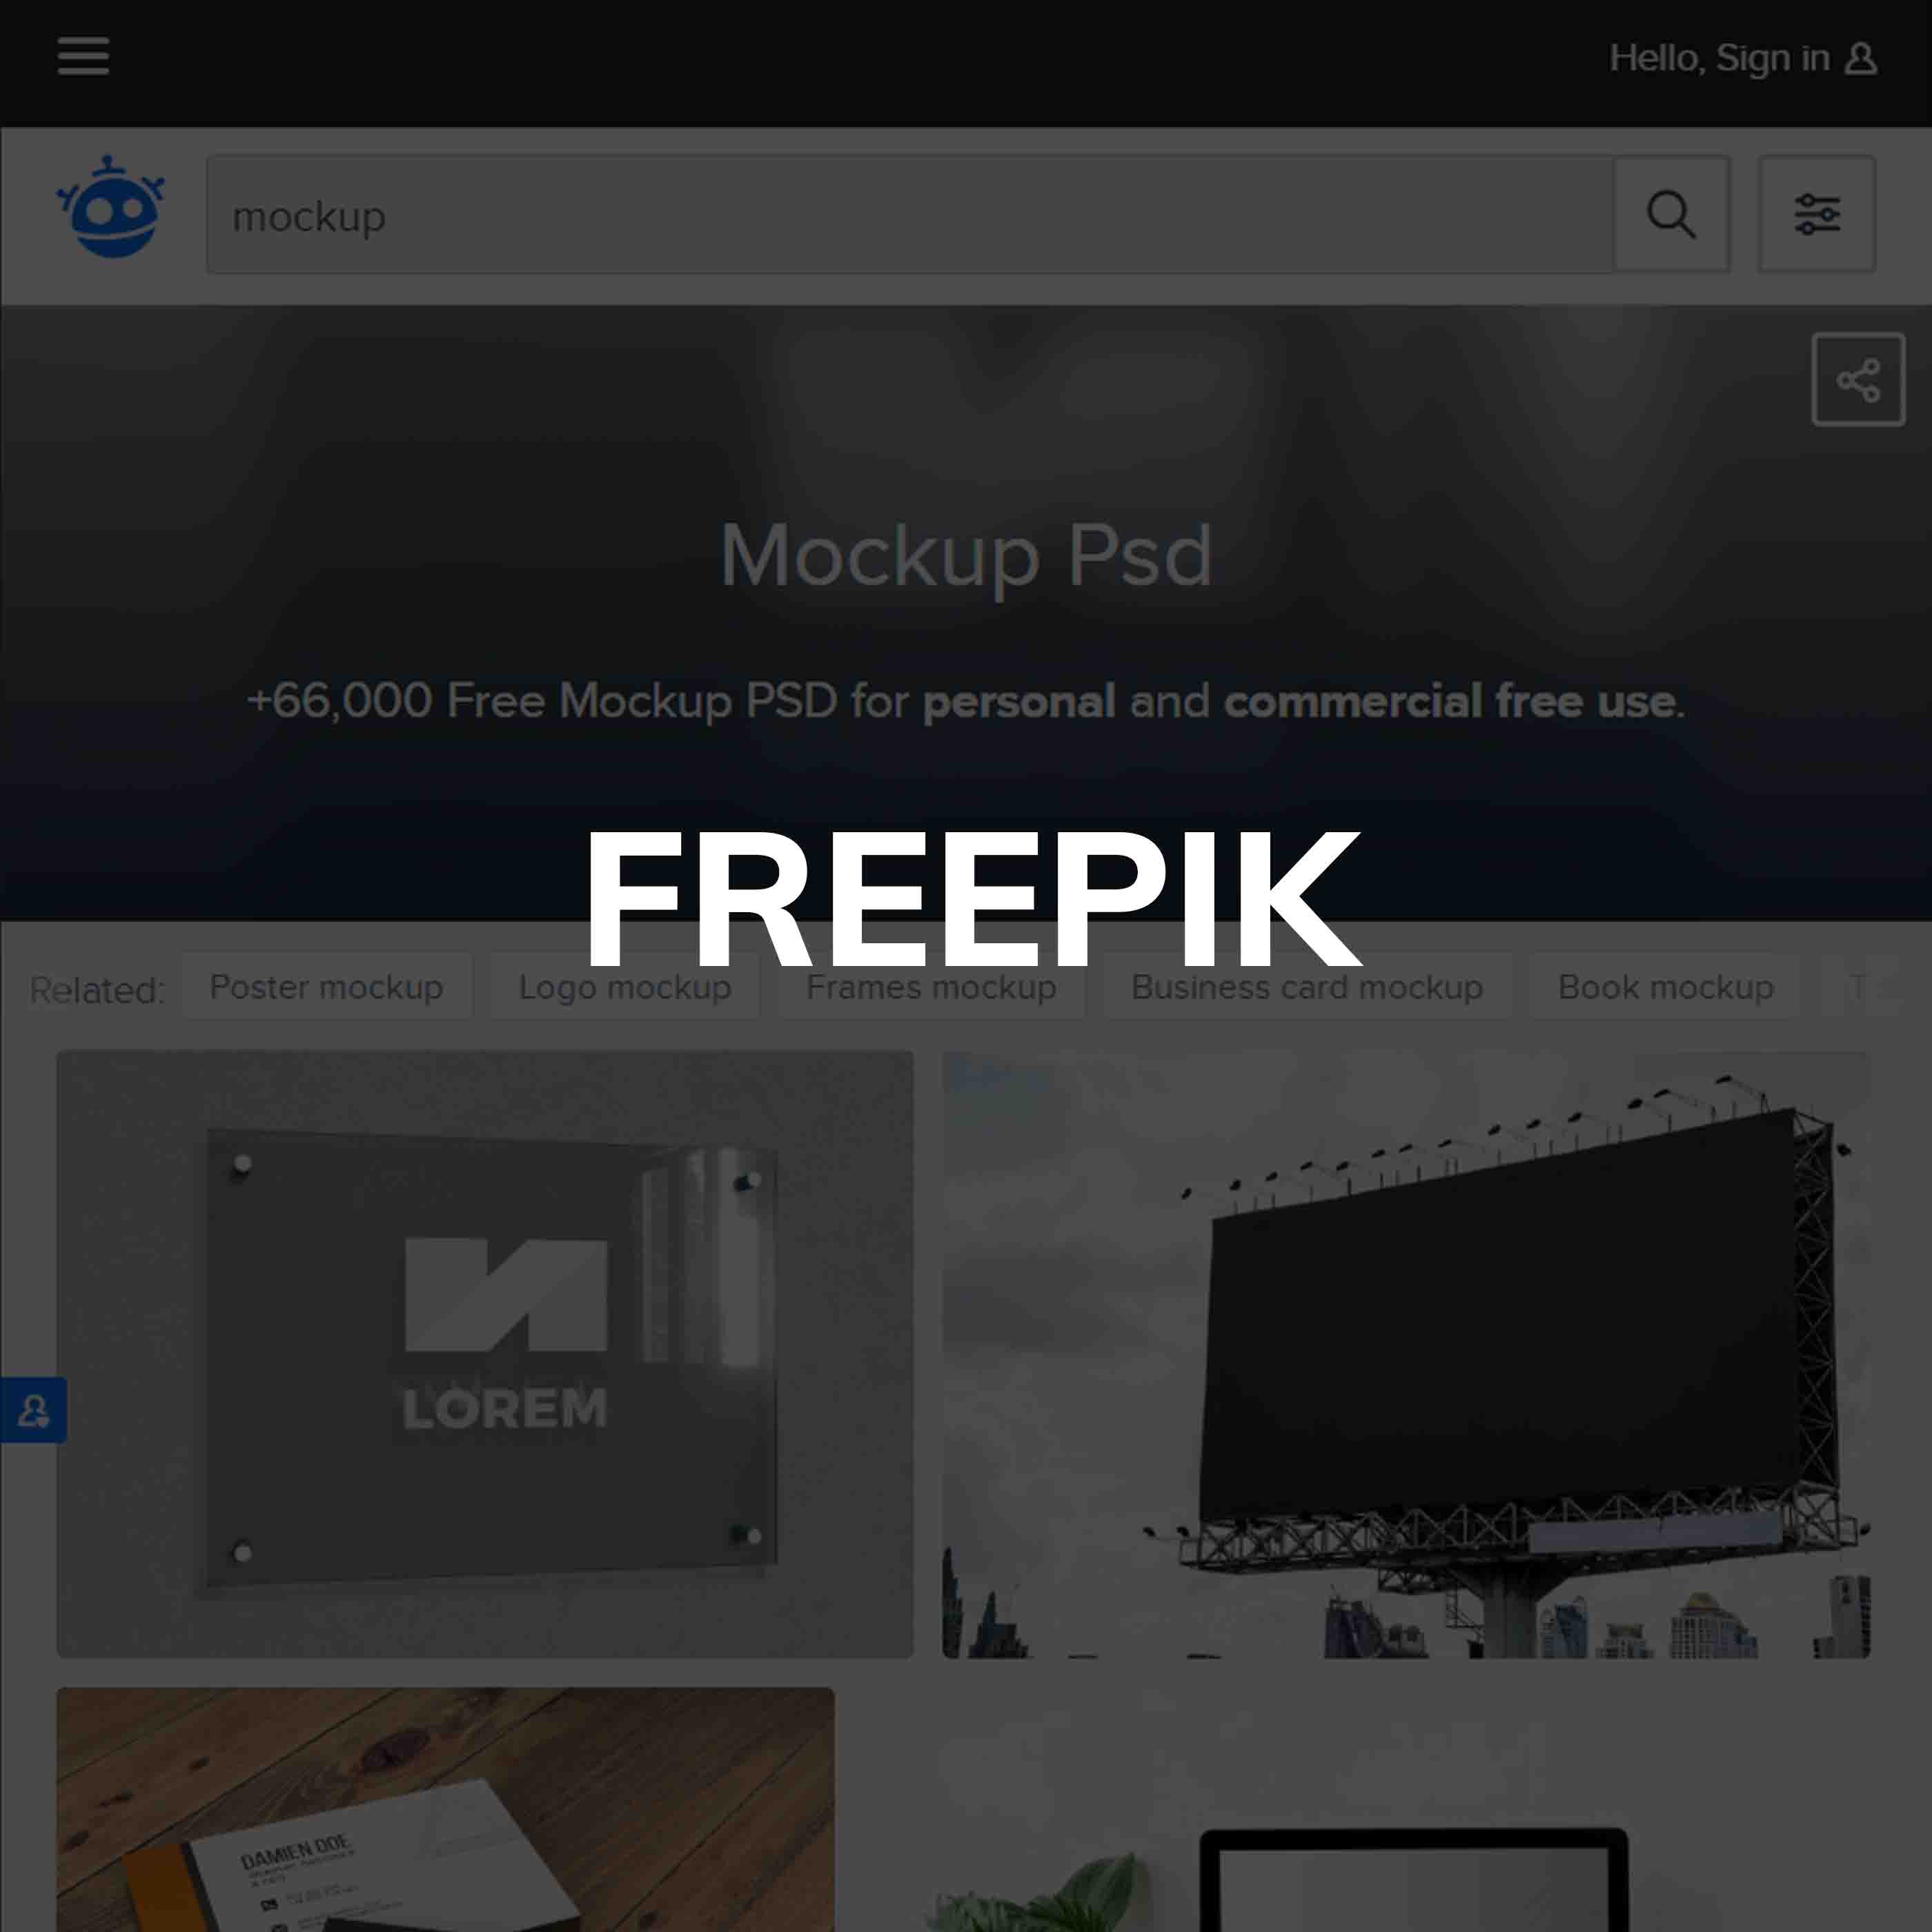 Hello, Sign in
mockup
Mockup Psd
+66,000 Free Mockup PSD for personal and commercial free use.
FREEPIK
Related: Poster mockup Logo mockup Frames mockup Business card mockup Book mockup T
LOREM
DAMIEN DOE